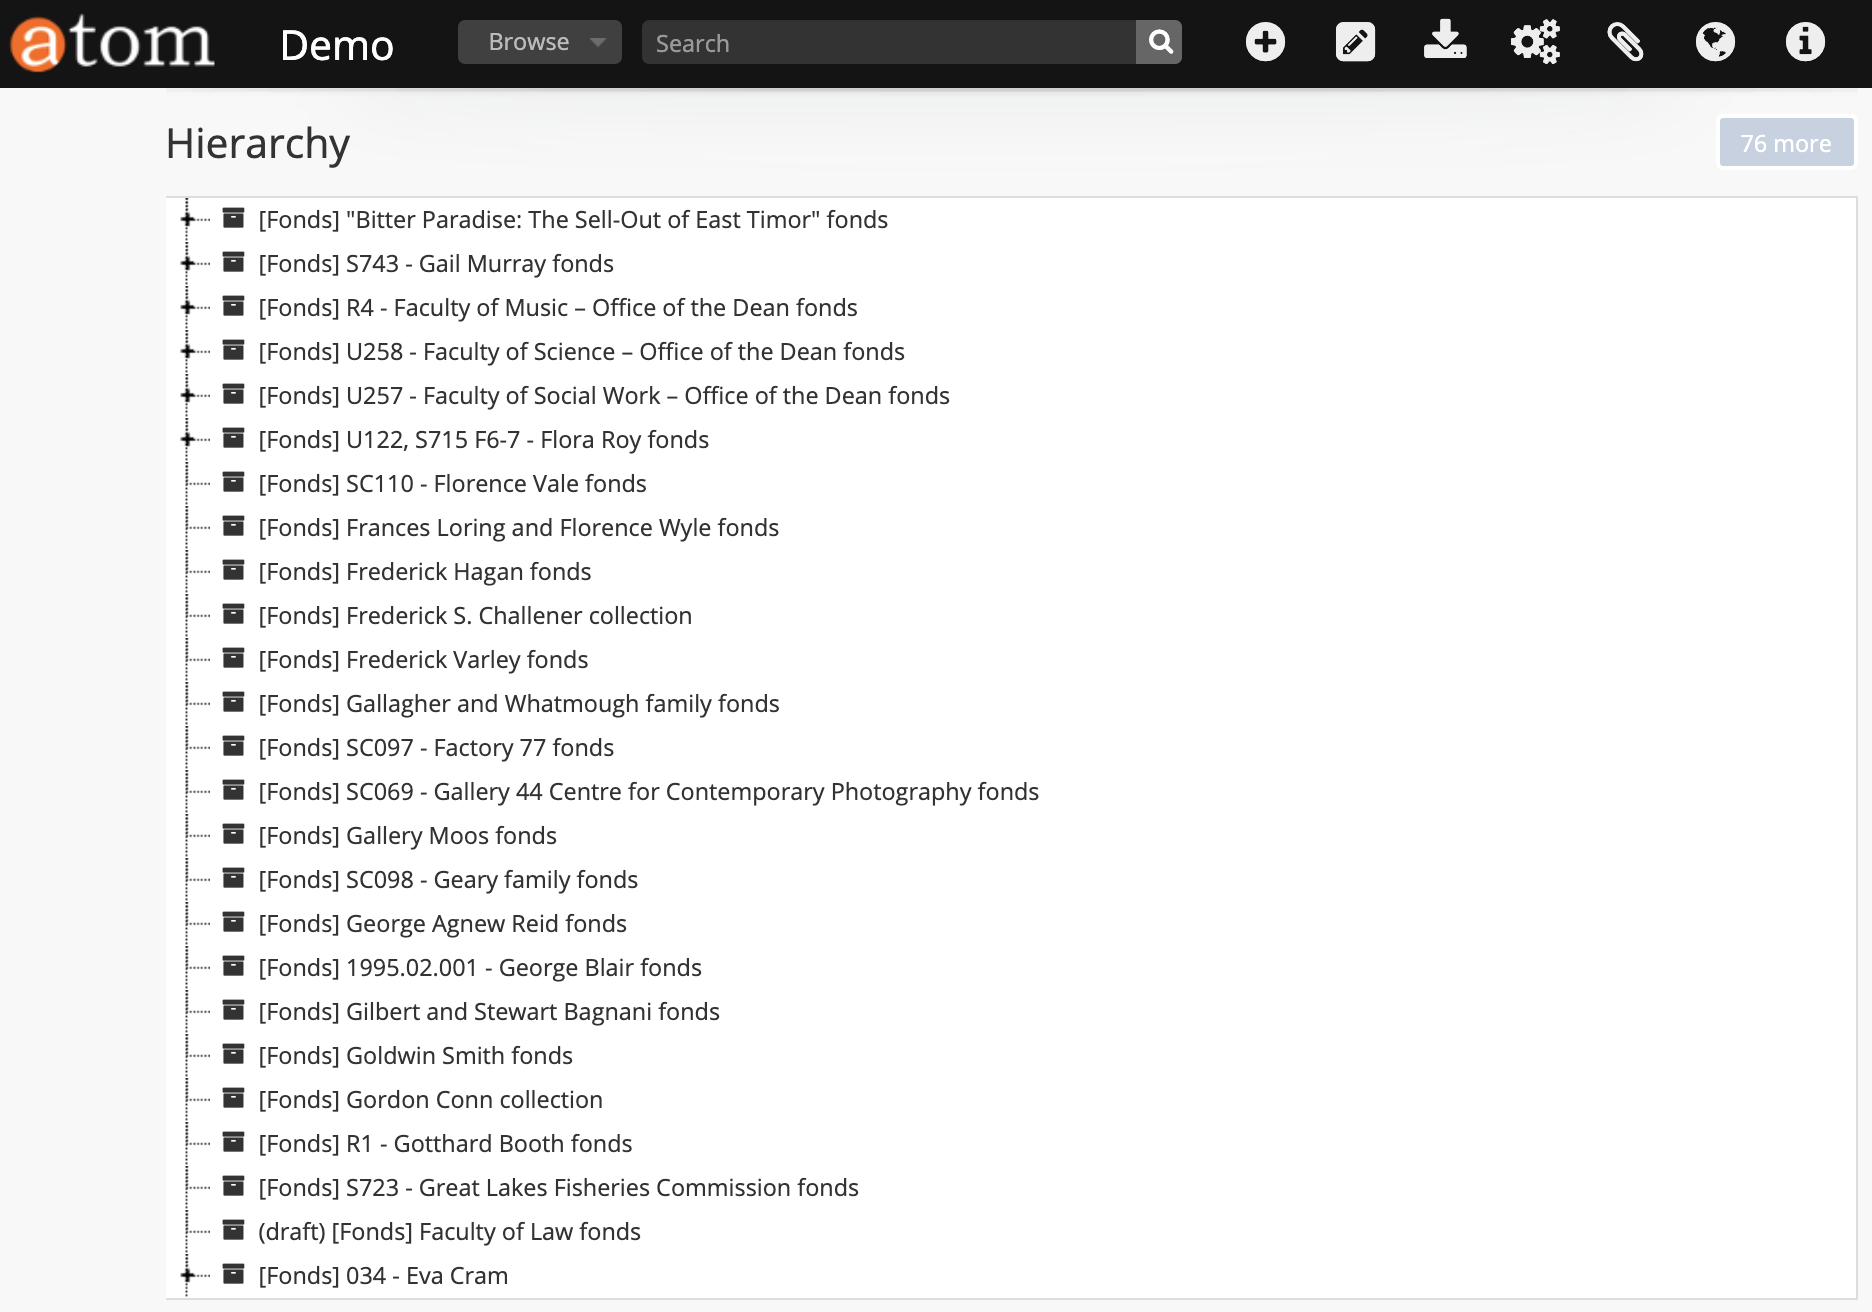 atom Demo Browse Search
Hierarchy
76 more
[Fonds] "Bitter Paradise: The Sell-Out of East Timor" fonds
[Fonds] S743 - Gail Murray fonds
[Fonds] R4 - Faculty of Music – Office of the Dean fonds
[Fonds] U258 - Faculty of Science – Office of the Dean fonds
[Fonds] U257 - Faculty of Social Work – Office of the Dean fonds
[Fonds] U122, S715 F6-7 - Flora Roy fonds
[Fonds] SC110 - Florence Vale fonds
[Fonds] Frances Loring and Florence Wyle fonds
[Fonds] Frederick Hagan fonds
[Fonds] Frederick S. Challener collection
[Fonds] Frederick Varley fonds
[Fonds] Gallagher and Whatmough family fonds
[Fonds] SC097 - Factory 77 fonds
[Fonds] SC069 - Gallery 44 Centre for Contemporary Photography fonds
[Fonds] Gallery Moos fonds
[Fonds] SC098 - Geary family fonds
[Fonds] George Agnew Reid fonds
[Fonds] 1995.02.001 - George Blair fonds
[Fonds] Gilbert and Stewart Bagnani fonds
[Fonds] Goldwin Smith fonds
[Fonds] Gordon Conn collection
[Fonds] R1 - Gotthard Booth fonds
[Fonds] S723 - Great Lakes Fisheries Commission fonds
(draft) [Fonds] Faculty of Law fonds
[Fonds] 034 - Eva Cram